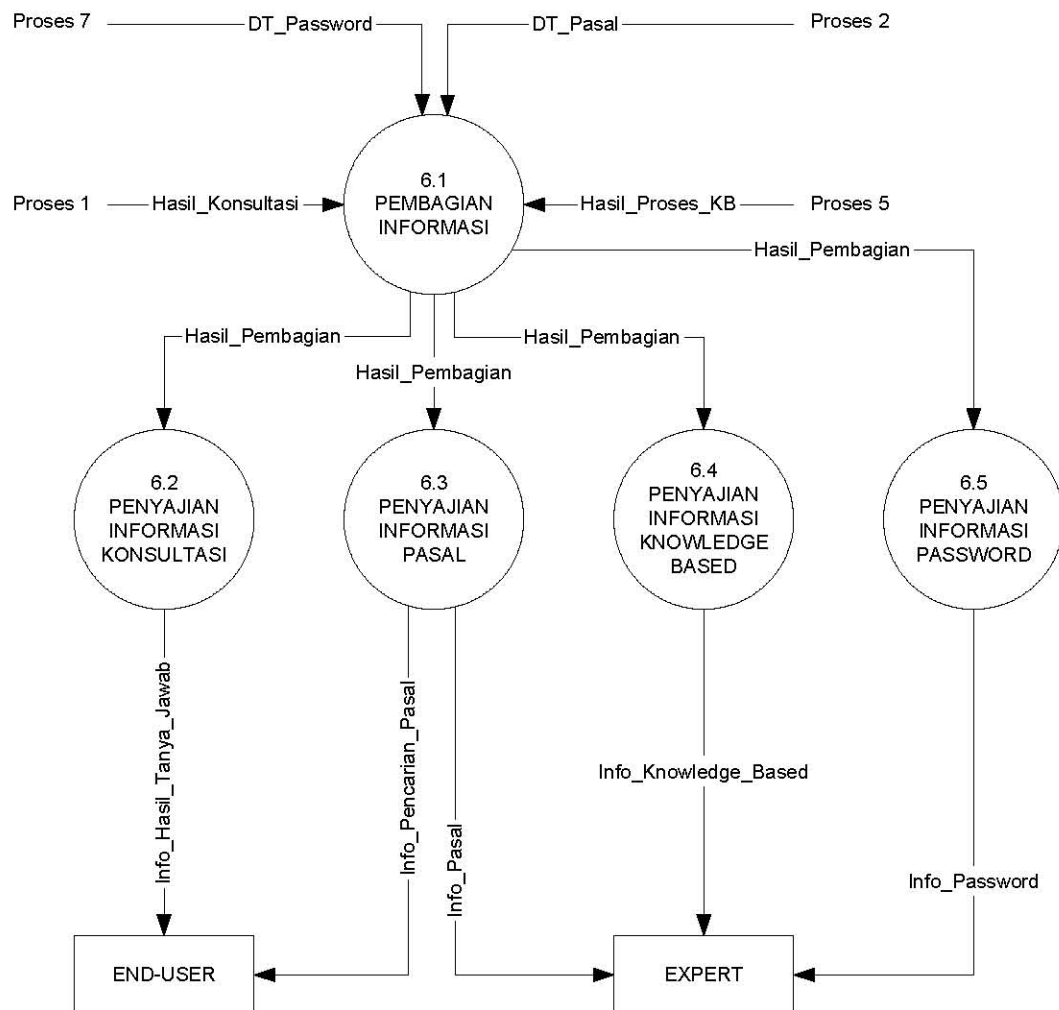 Proses 7
DT_Password
DT_Pasal
Proses 2
6.1
PEMBAGIAN
INFORMASI
Proses 1
Hasil_Konsultasi
Hasil_Proses_KB
Proses 5
Hasil_Pembagian
Hasil_Pembagian
Hasil_Pembagian
Hasil_Pembagian
6.2
PENYAJIAN
INFORMASI
KONSULTASI
6.3
PENYAJIAN
INFORMASI
PASAL
6.4
PENYAJIAN
INFORMASI
KNOWLEDGE
BASED
6.5
PENYAJIAN
INFORMASI
PASSWORD
Info_Hasil_Tanya_Jawab
Info_Pencarian_Pasal
Info_Pasal
Info_Knowledge_Based
Info_Password
END-USER
EXPERT